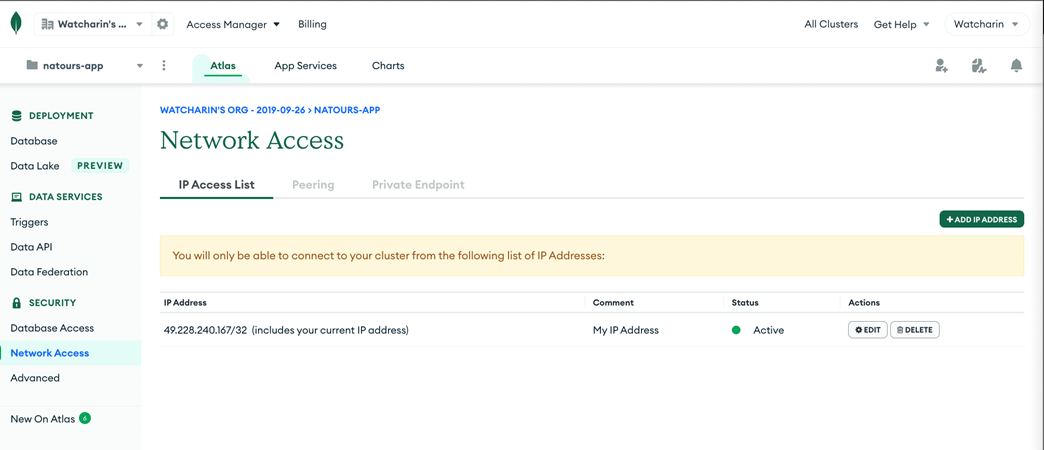 Watcharin's ... Access Manager Billing All Clusters Get Help Watcharin
natours-app Atlas App Services Charts
DEPLOYMENT
Database
Data Lake PREVIEW
DATA SERVICES
Triggers
Data API
Data Federation
SECURITY
Database Access
Network Access
Advanced
New On Atlas 6
WATCHARIN'S ORG - 2019-09-26 > NATOURS-APP
Network Access
IP Access List Peering Private Endpoint
+ ADD IP ADDRESS
You will only be able to connect to your cluster from the following list of IP Addresses:
IP Address Comment Status Actions
49.228.240.167/32 (includes your current IP address) My IP Address Active EDIT DELETE